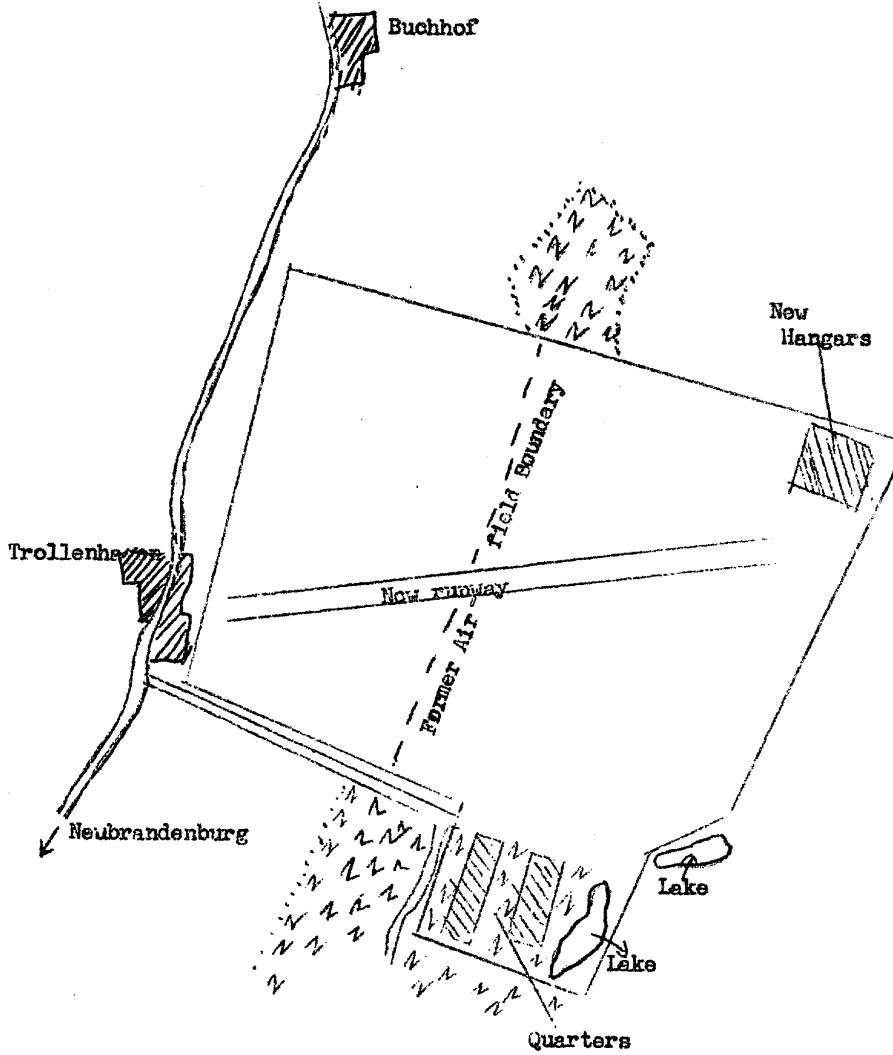 Buchhof
New
Hangars
Former Air Field Boundary
Trollenhagen
New runway
Neubrandenburg
Lake
Lake
Quarters